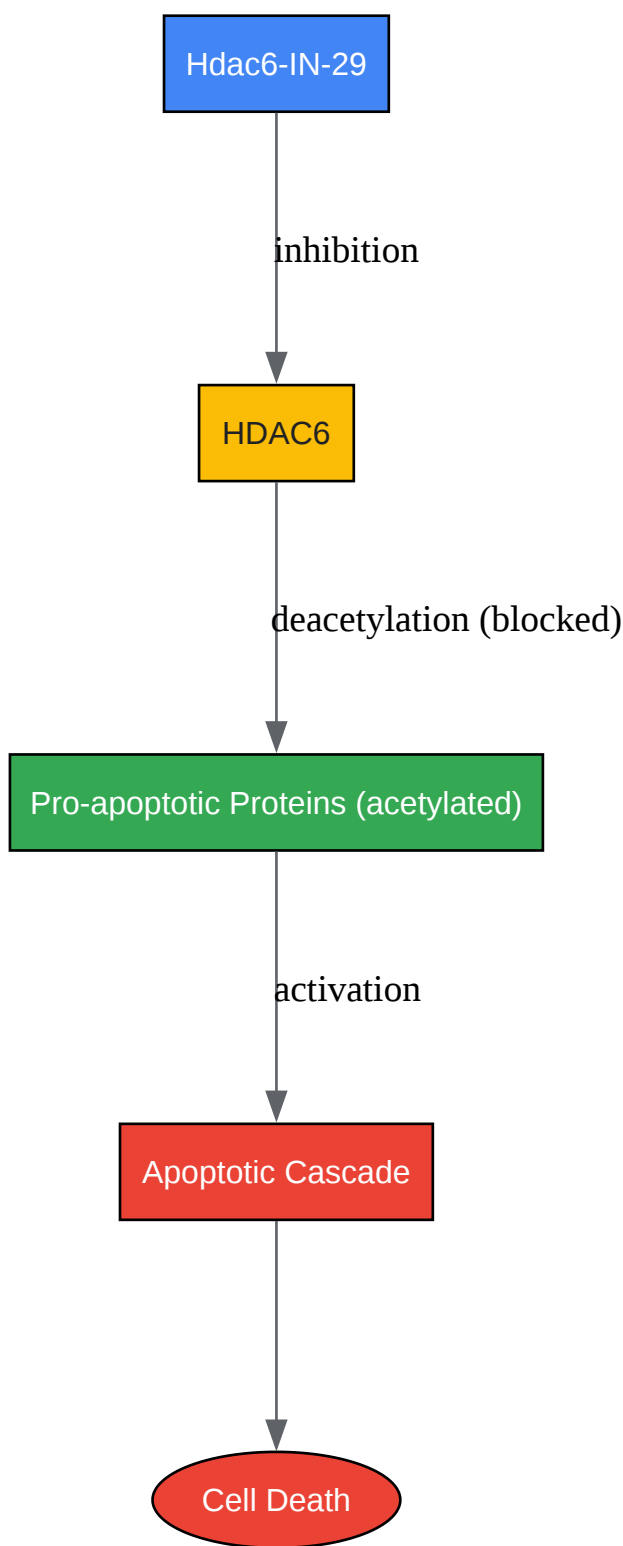 Hdac6-IN-29
inhibition
HDAC6
deacetylation (blocked)
Pro-apoptotic Proteins (acetylated)
activation
Apoptotic Cascade
Cell Death